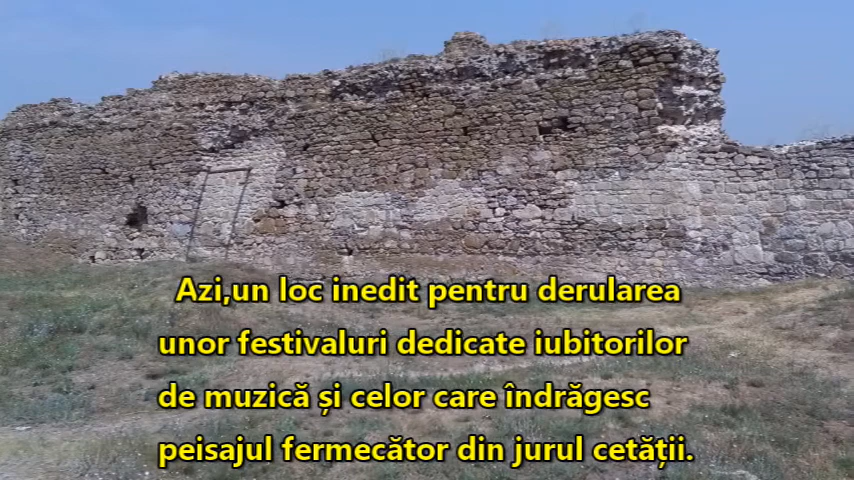 Azi,un loc inedit pentru derularea
unor festivaluri dedicate iubitorilor
de muzică și celor care îndrăgesc
peisajul fermecător din jurul cetății.